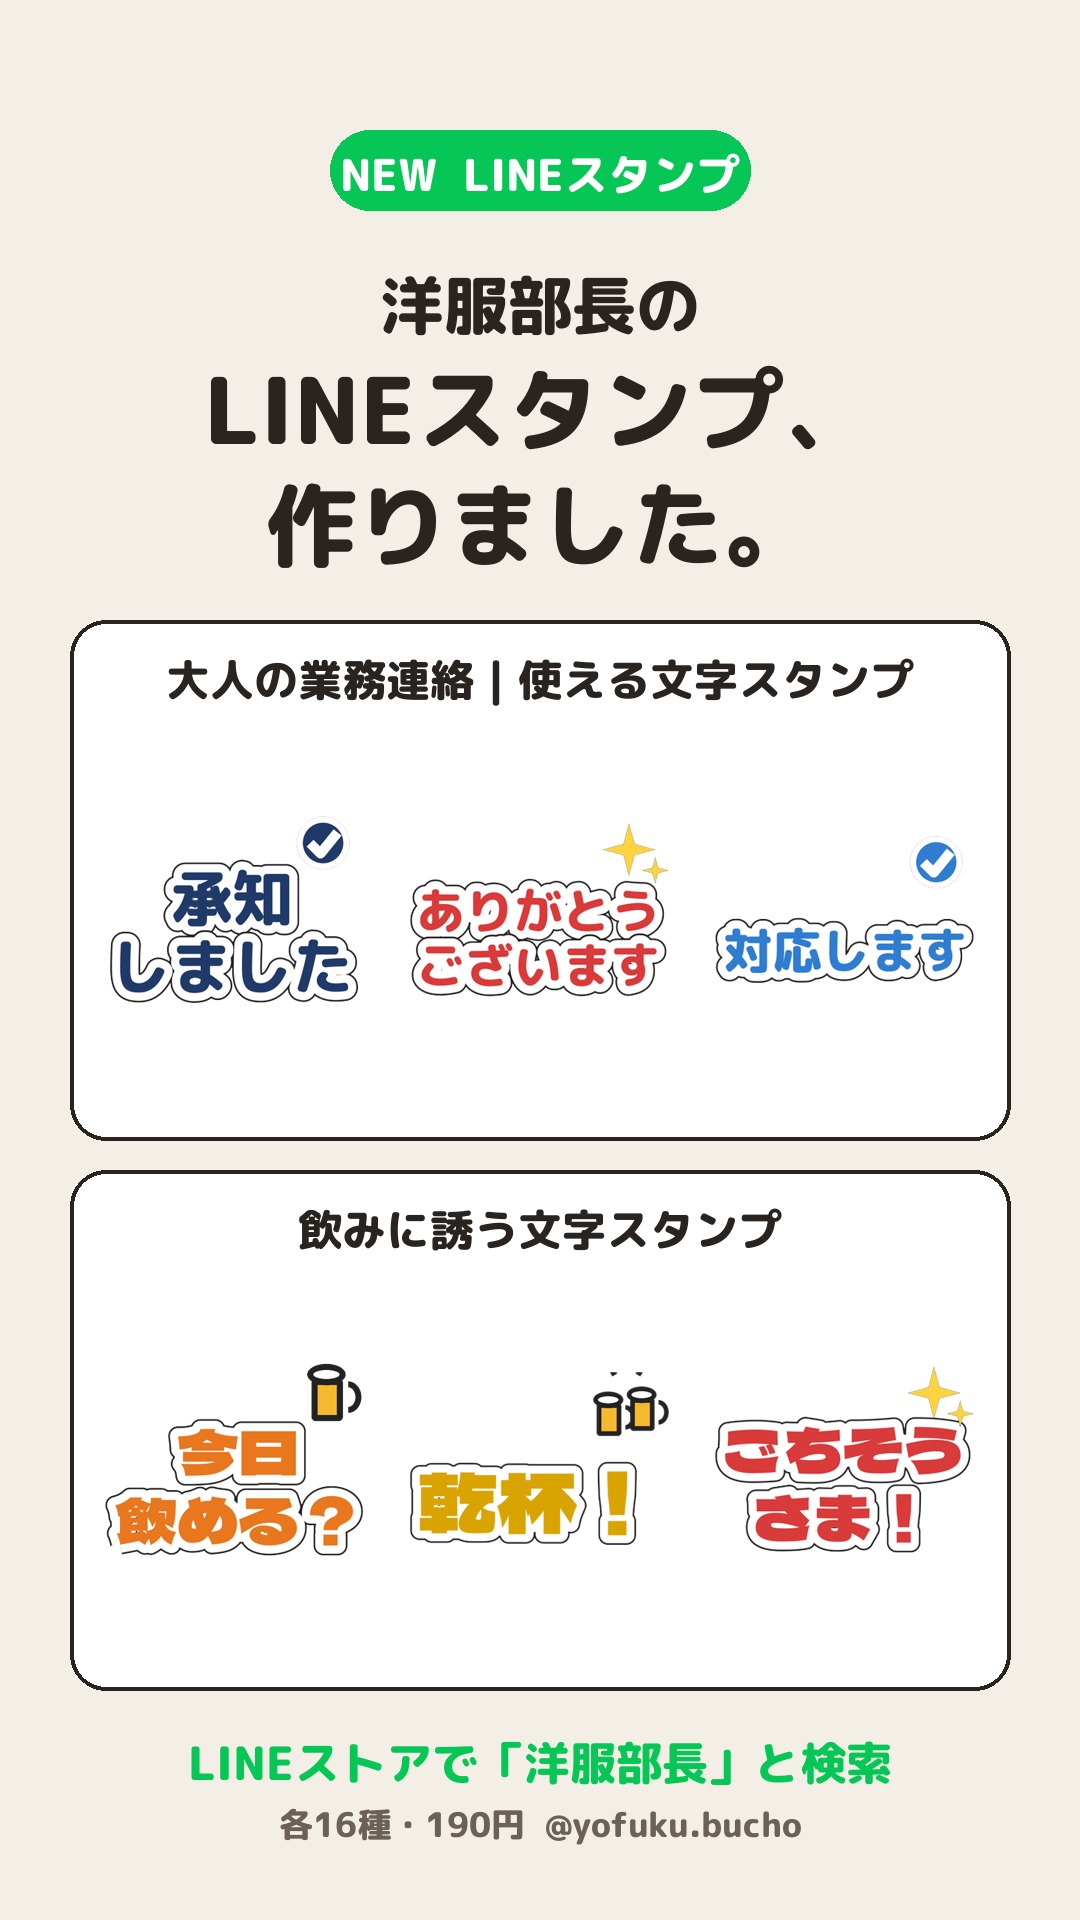 NEW LINEスタンプ
洋服部長の
LINEスタンプ、
作りました。
大人の業務連絡｜使える文字スタンプ
承知
しました
ありがとう
ございます
対応します
飲みに誘う文字スタンプ
今日
飲める？
乾杯！
ごちそう
さま！
LINEストアで「洋服部長」と検索
各16種・190円 @yofuku.bucho